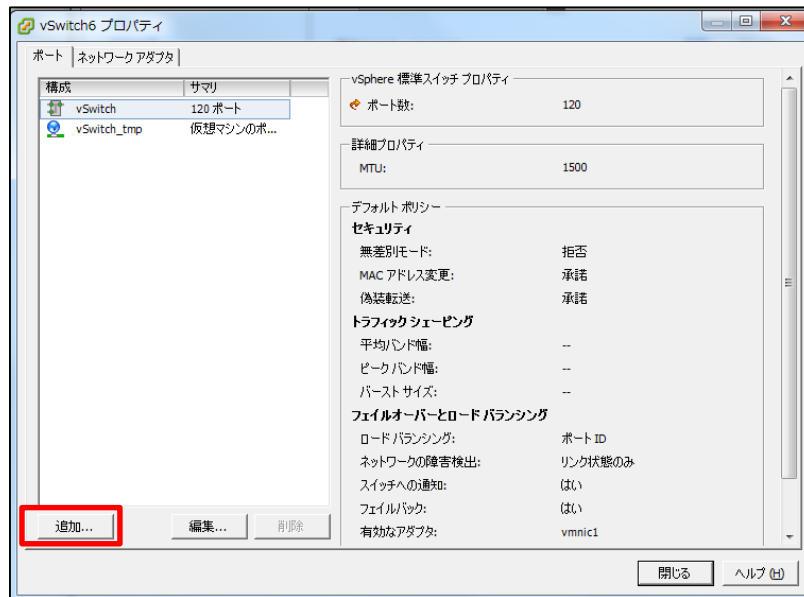 vSwitch6 プロパティ
ポート ネットワーク アダプタ
構成 サマリ
vSwitch 120 ポート
vSwitch_tmp 仮想マシンのポ...
追加... 編集... 削除
vSphere 標準スイッチ プロパティ
ポート数: 120
詳細プロパティ
MTU: 1500
デフォルト ポリシー
セキュリティ
無差別モード: 拒否
MAC アドレス変更: 承諾
偽装転送: 承諾
トラフィック シェーピング
平均バンド幅: --
ピーク バンド幅: --
バースト サイズ: --
フェイルオーバーとロード バランシング
ロード バランシング: ポート ID
ネットワークの障害検出: リンク状態のみ
スイッチへの通知: はい
フェイルバック: はい
有効なアダプタ: vmnic1
閉じる ヘルプ (H)